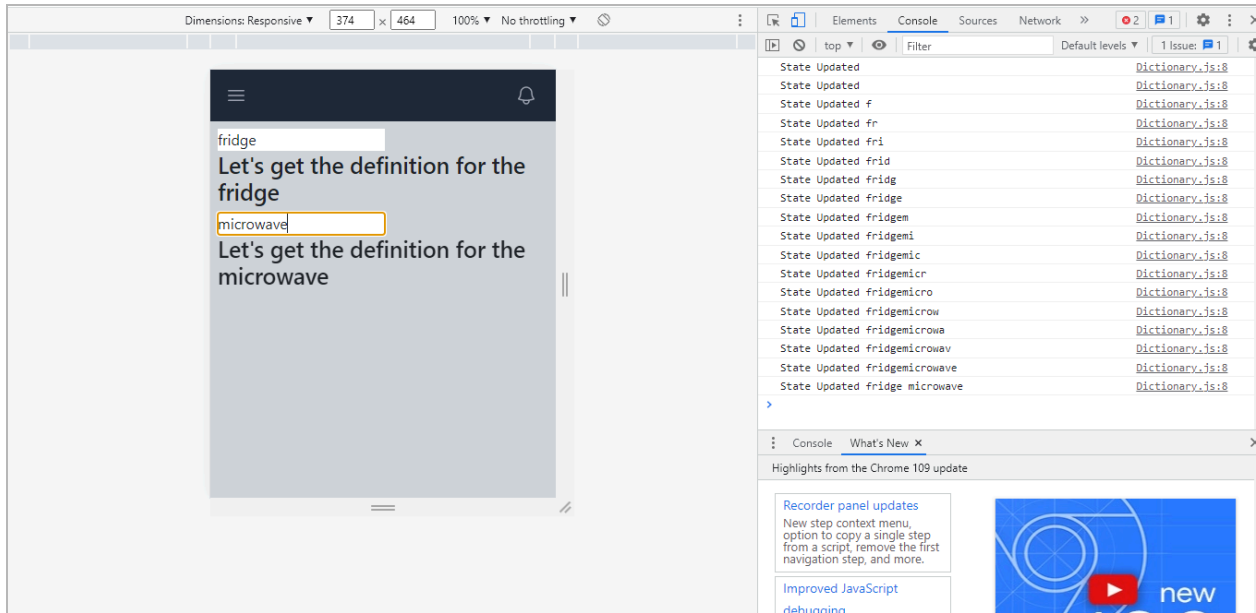 Dimensions: Responsive ▼ 374 × 464 100% ▼ No throttling ▼
Elements Console Sources Network » 2 1
top ▼ Filter Default levels ▼ 1 Issue: 1
fridge
Let's get the definition for the
fridge
microwave
Let's get the definition for the
microwave
State Updated Dictionary.js:8
State Updated Dictionary.js:8
State Updated f Dictionary.js:8
State Updated fr Dictionary.js:8
State Updated fri Dictionary.js:8
State Updated frid Dictionary.js:8
State Updated fridg Dictionary.js:8
State Updated fridge Dictionary.js:8
State Updated fridgem Dictionary.js:8
State Updated fridgemi Dictionary.js:8
State Updated fridgemic Dictionary.js:8
State Updated fridgemicr Dictionary.js:8
State Updated fridgemicro Dictionary.js:8
State Updated fridgemicrow Dictionary.js:8
State Updated fridgemicrowa Dictionary.js:8
State Updated fridgemicrowav Dictionary.js:8
State Updated fridgemicrowave Dictionary.js:8
State Updated fridge microwave Dictionary.js:8
Console What's New ×
Highlights from the Chrome 109 update
Recorder panel updates
New step context menu,
option to copy a single step
from a script, remove the first
navigation step, and more.
Improved JavaScript
debugging
new